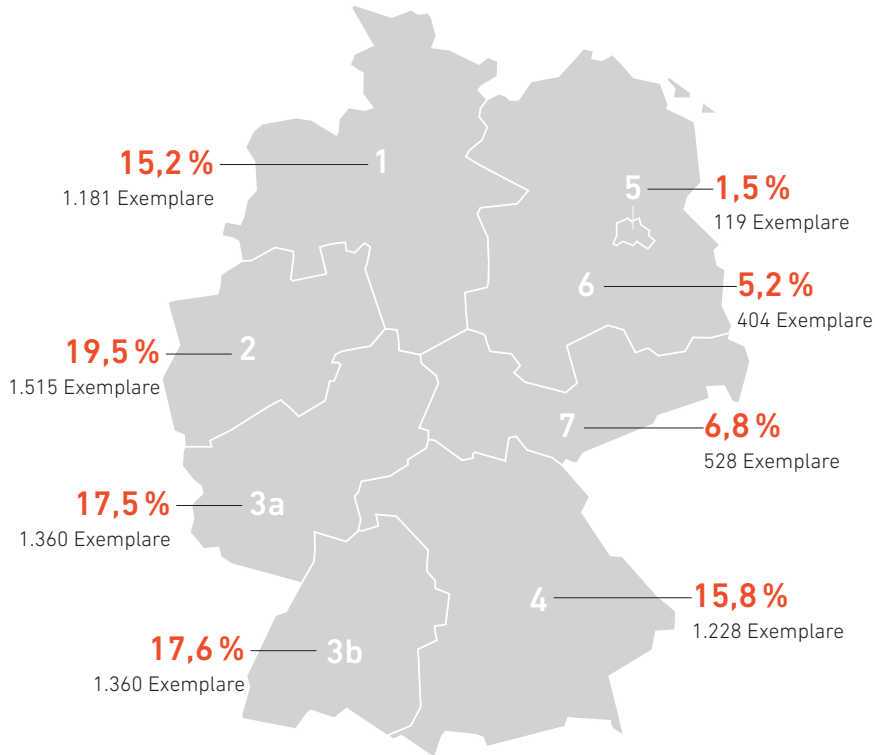 1
15,2 %
1.181 Exemplare
5
1,5 %
119 Exemplare
6
5,2 %
404 Exemplare
2
19,5 %
1.515 Exemplare
7
6,8 %
528 Exemplare
3a
17,5 %
1.360 Exemplare
4
15,8 %
1.228 Exemplare
3b
17,6 %
1.360 Exemplare